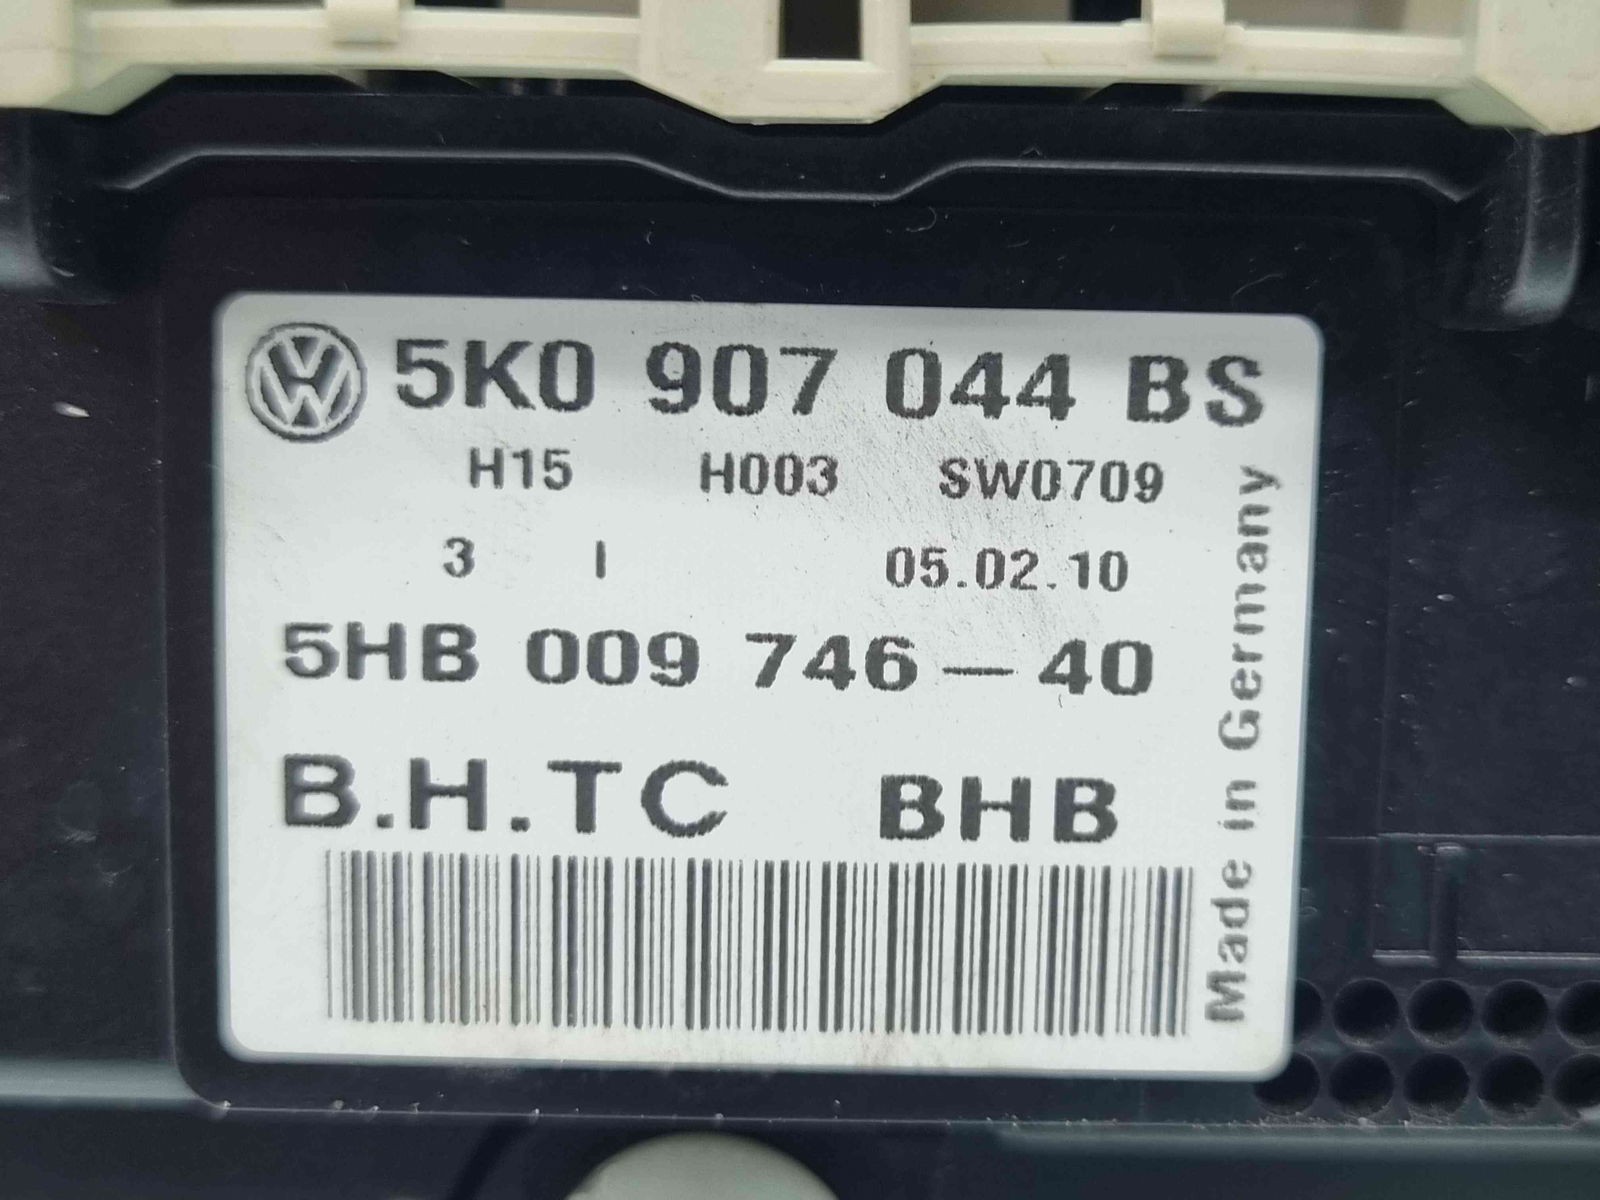 5K0 907 044 BS
H15 H003 SW0709
3 I 05.02.10
5HB 009 746-40
B.H.TC BHB
Made in Germany